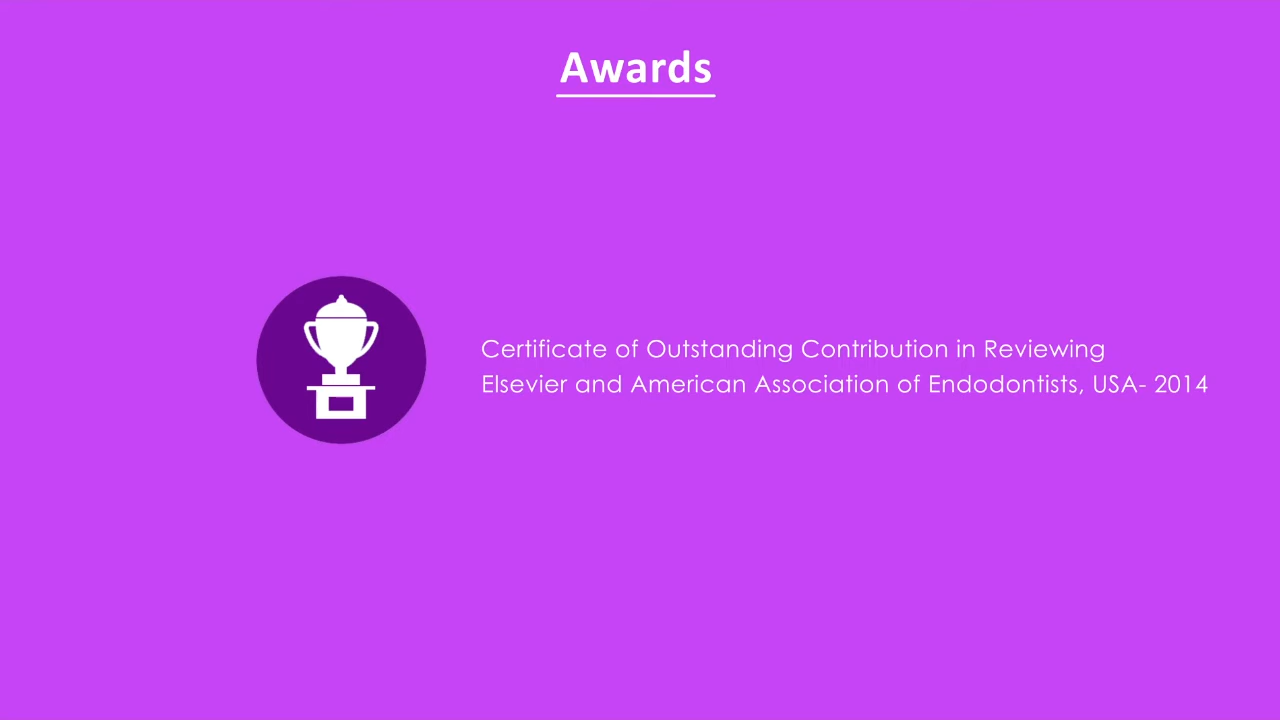 Awards
Certificate of Outstanding Contribution in Reviewing
Elsevier and American Association of Endodontists, USA- 2014